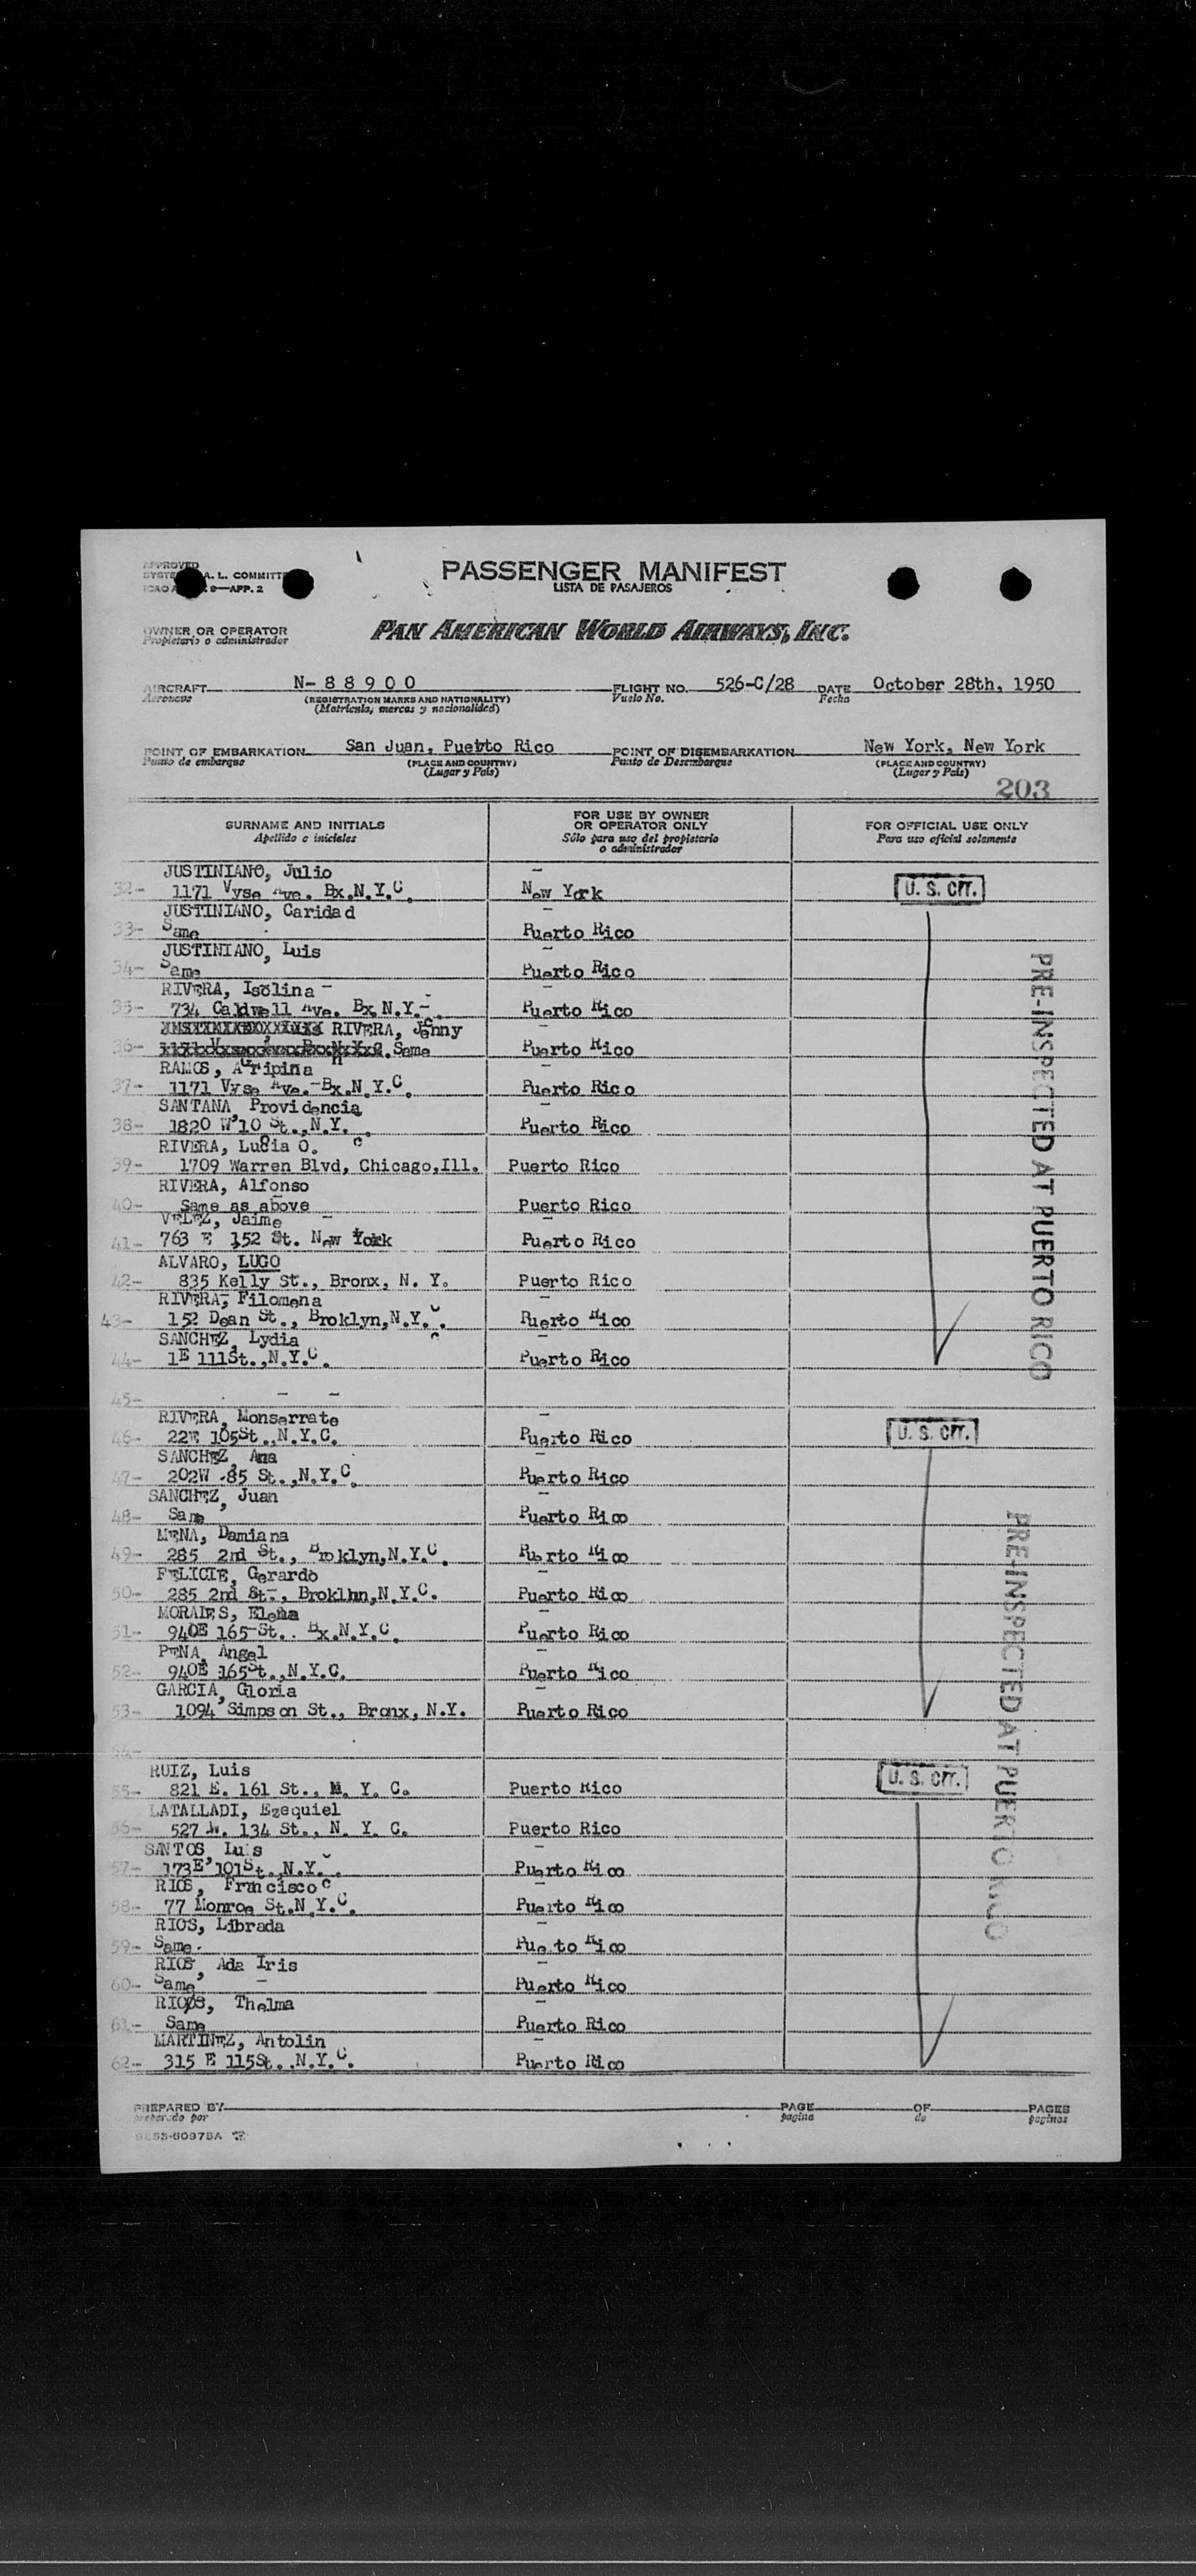 APPROVED
PASSENGER MANIFEST
LISTA DE PASAJEROS
A. L. COMMITT
9—APP. 2
OWNER OR OPERATOR
Propietario o administrador
PAN AMERICAN WORLD AIRWAYS, INC.
AIRCRAFT N- 8 8 9 0 0 FLIGHT NO. 526-C/28 DATE October 28th, 1950
Aeronave (REGISTRATION MARKS AND NATIONALITY) Vuelo No. Fecha
(Matrícula, marcas y nacionalidad)
POINT OF EMBARKATION San Juan, Puerto Rico POINT OF DISEMBARKATION New York, New York
Punto de embarque (PLACE AND COUNTRY) Punto de Desembarque (PLACE AND COUNTRY)
(Lugar y País) (Lugar y País)
203
SURNAME AND INITIALS FOR USE BY OWNER OR OPERATOR ONLY FOR OFFICIAL USE ONLY
Apellido e iniciales Sólo para uso del propietario o administrador Para uso oficial solamente
JUSTINIANO, Julio
32- 1171 Vyse Ave. Bx.N.Y.C. New York U. S. CIT.
JUSTINIANO, Caridad
33- Same Puerto Rico
JUSTINIANO, Luis
34- Same Puerto Rico
RIVERA, Isolina
35- 734 Caldwell Ave. Bx.N.Y. Puerto Rico
RIVERA, Jenny
36- Same Puerto Rico
RAMOS, Agripina
37- 1171 Vyse Ave. Bx.N.Y.C. Puerto Rico
SANTANA, Providencia
38- 1820 W 10 St.,N.Y. Puerto Rico
RIVERA, Lucia O.
39- 1709 Warren Blvd, Chicago,Ill. Puerto Rico
RIVERA, Alfonso
40- Same as above Puerto Rico
VELEZ, Jaime
41- 763 E 152 St. New York Puerto Rico
ALVARO, LUGO
42- 835 Kelly St., Bronx, N. Y. Puerto Rico
RIVERA, Filomena
43- 152 Dean St., Broklyn,N.Y.C. Puerto Rico
SANCHEZ, Lydia
44- 1E 111St.,N.Y.C. Puerto Rico
45-
RIVERA, Monserrate
46- 22E 105St.,N.Y.C. Puerto Rico U. S. CIT.
SANCHEZ, Ana
47- 202W 85 St.,N.Y.C. Puerto Rico
SANCHEZ, Juan
48- Same Puerto Rico
MENA, Damiana
49- 285 2nd St., Broklyn,N.Y.C. Puerto Rico
FELICIE, Gerardo
50- 285 2nd St., Broklhn,N.Y.C. Puerto Rico
MORALES, Elena
51- 940E 165 St. Bx.N.Y.C. Puerto Rico
PENA, Angel
52- 940E 165St.,N.Y.C. Puerto Rico
GARCIA, Gloria
53- 1094 Simpson St., Bronx, N.Y. Puerto Rico
54-
RUIZ, Luis
55- 821 E. 161 St., N. Y. C. Puerto Rico U. S. CIT.
LATALLADI, Ezequiel
56- 527 W. 134 St., N. Y. C. Puerto Rico
SANTOS, Luis
57- 173E 101St.,N.Y. Puerto Rico
RIOS, Francisco
58- 77 Monroe St.N.Y.C. Puerto Rico
RIOS, Librada
59- Same. Pue to Rico
RIOS, Ada Iris
60- Same Puerto Rico
RIOS, Thelma
61- Same Puerto Rico
MARTINEZ, Antolin
62- 315 E 115St.,N.Y.C. Puerto Rico
PRE-INSPECTED AT PUERTO RICO
PRE-INSPECTED AT PUERTO RICO
PREPARED BY PAGE OF PAGES
preparado por pagina de paginas